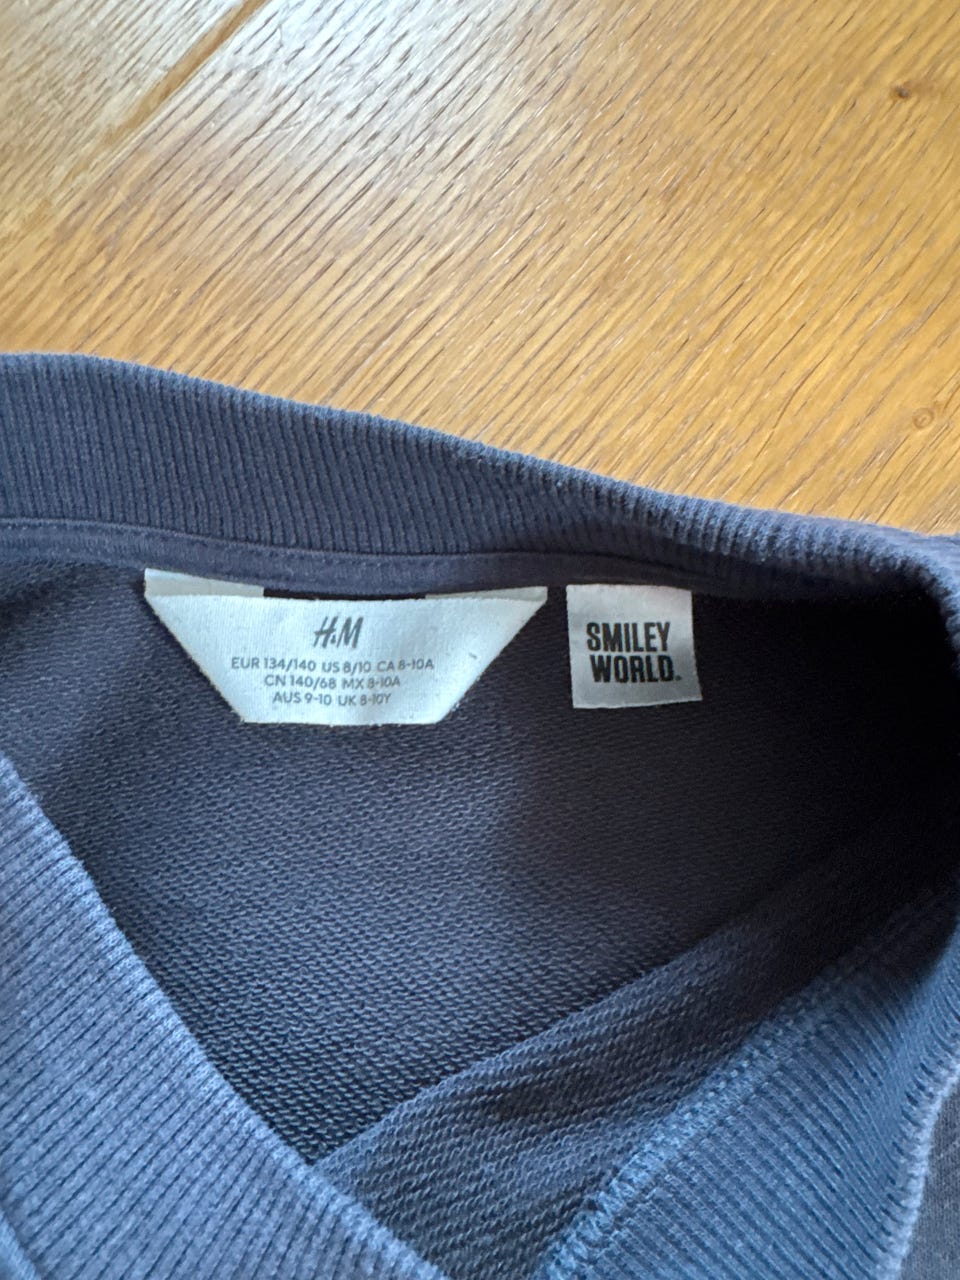 H&M
EUR 134/140 US 8/10 CA 8-10A
CN 140/68 MX 8-10A
AUS 9-10 UK 8-10Y
SMILEY
WORLD.